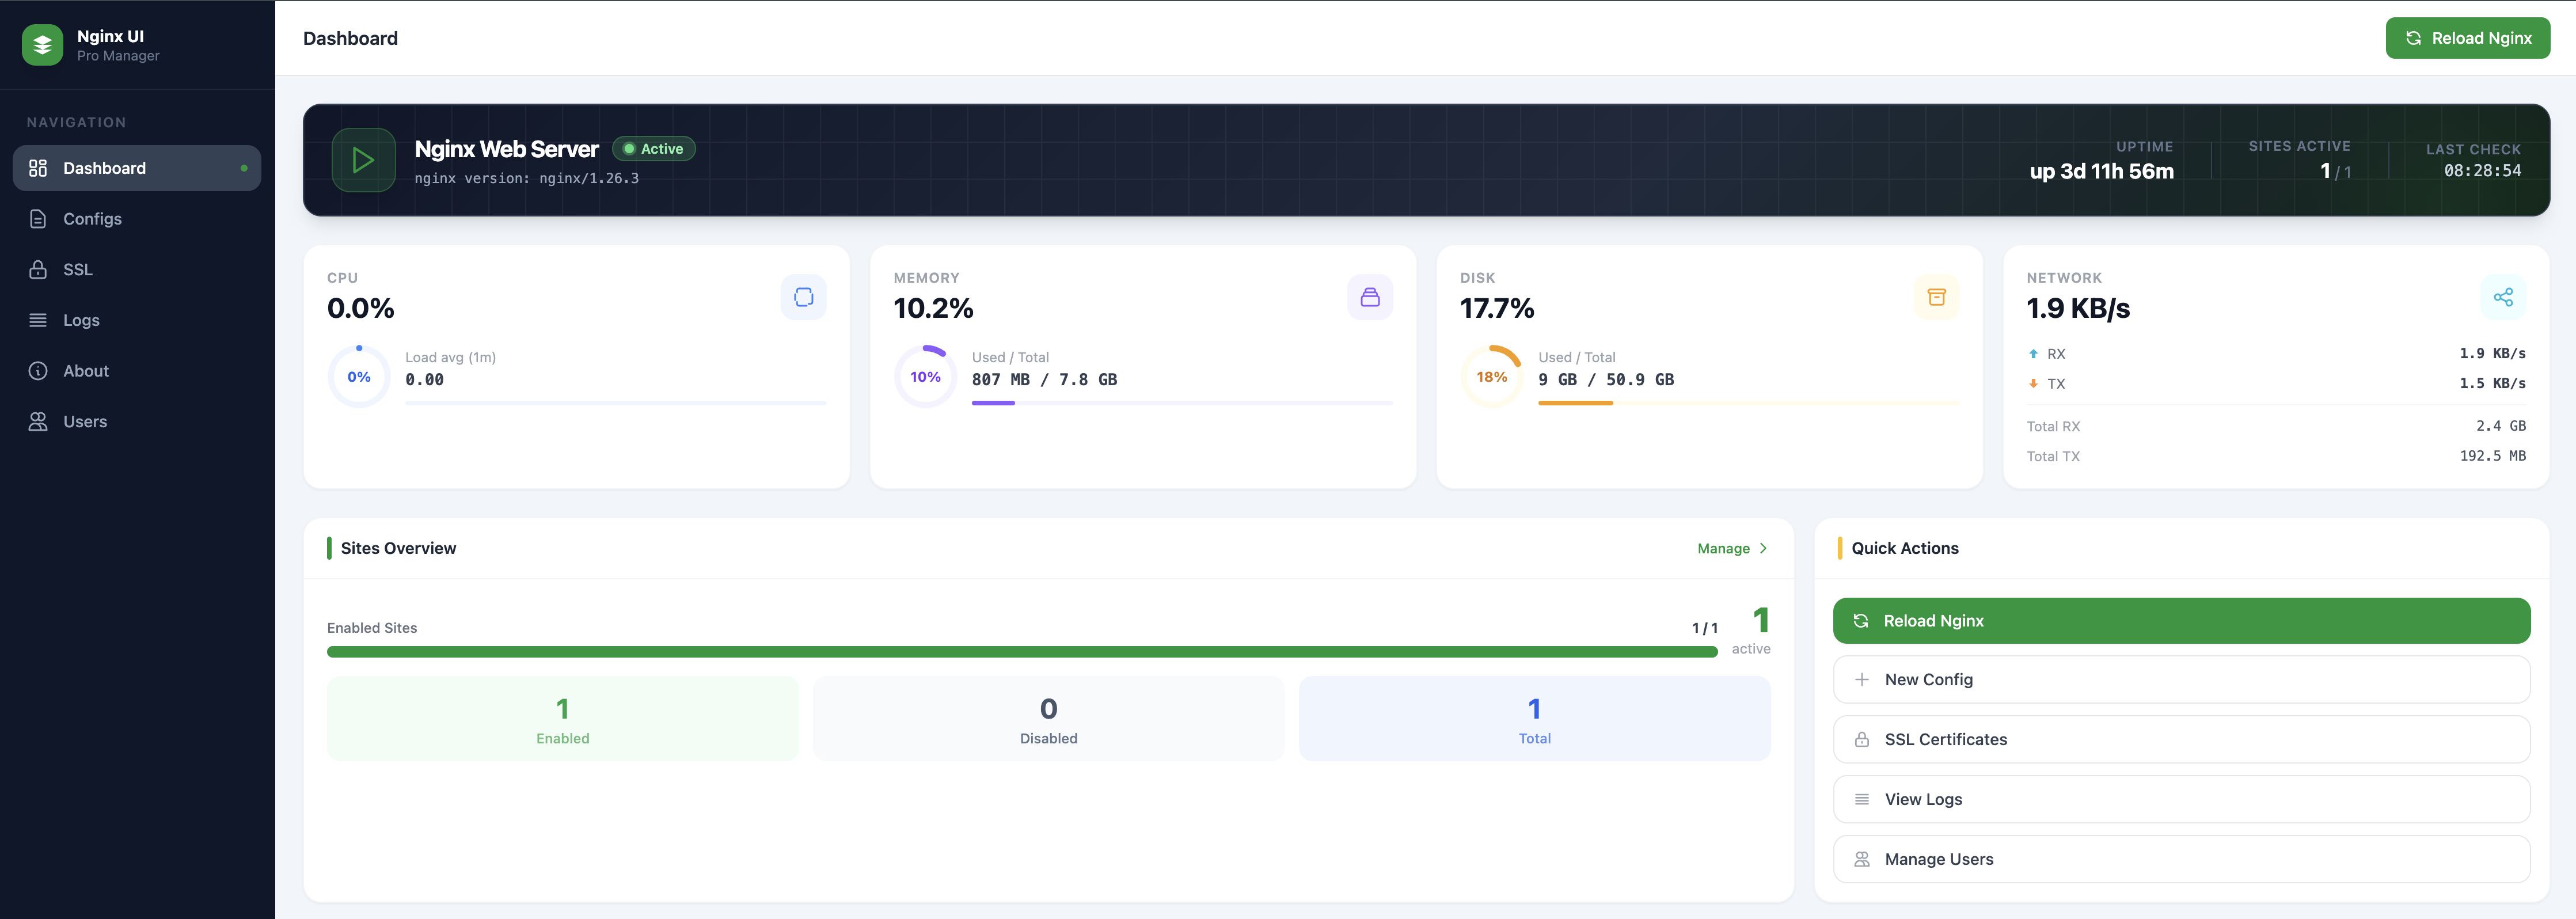 Nginx UI
Pro Manager
NAVIGATION
Dashboard
Configs
SSL
Logs
About
Users
Dashboard
Reload Nginx
Nginx Web Server
Active
nginx version: nginx/1.26.3
UPTIME
up 3d 11h 56m
SITES ACTIVE
1 / 1
LAST CHECK
08:28:54
CPU
0.0%
0%
Load avg (1m)
0.00
MEMORY
10.2%
10%
Used / Total
807 MB / 7.8 GB
DISK
17.7%
18%
Used / Total
9 GB / 50.9 GB
NETWORK
1.9 KB/s
RX 1.9 KB/s
TX 1.5 KB/s
Total RX 2.4 GB
Total TX 192.5 MB
Sites Overview
Manage
Enabled Sites
1 / 1
1
active
1
Enabled
0
Disabled
1
Total
Quick Actions
Reload Nginx
New Config
SSL Certificates
View Logs
Manage Users